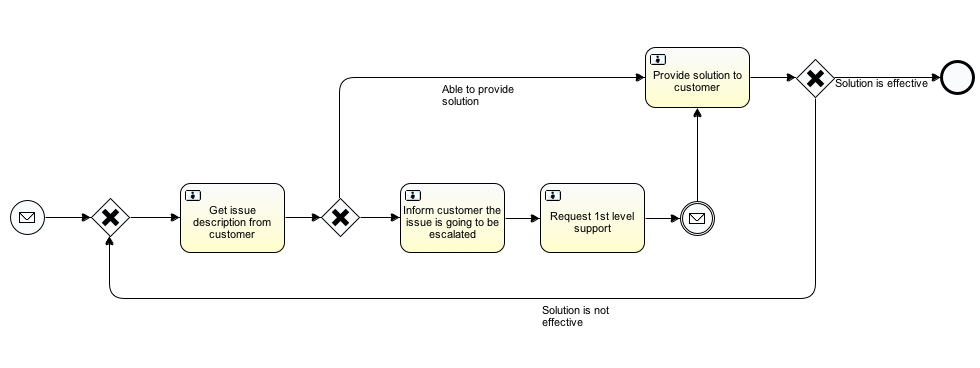 Provide solution to
customer
Solution is effective
Able to provide
solution
Get issue
description from
customer
Inform customer the
issue is going to be
escalated
Request 1st level
support
Solution is not
effective